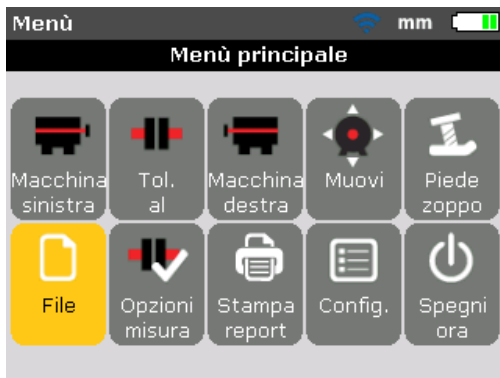 Menù mm
Menù principale
Macchina sinistra
Tol. al
Macchina destra
Muovi
Piede zoppo
File
Opzioni misura
Stampa report
Config.
Spegni ora